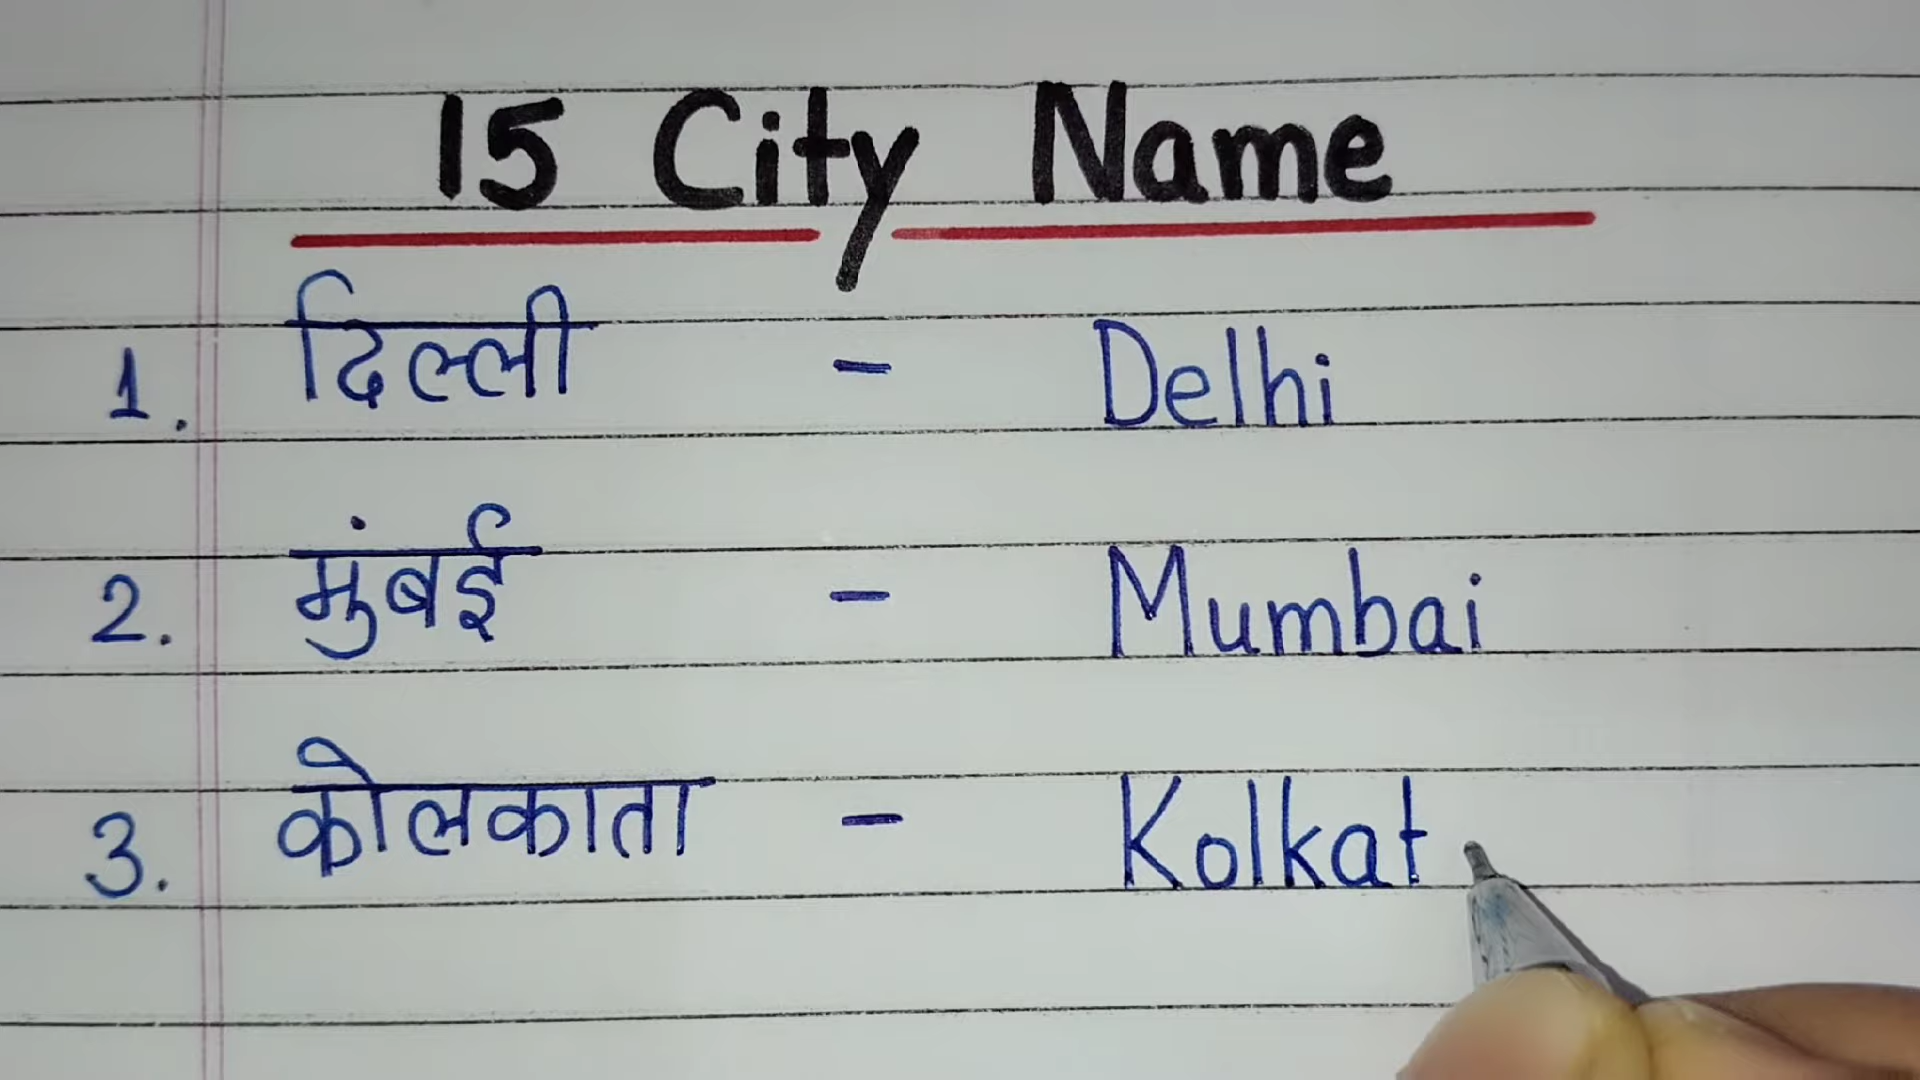 15 City Name
1. दिल्ली - Delhi
2. मुंबई - Mumbai
3. कोलकाता - Kolkat